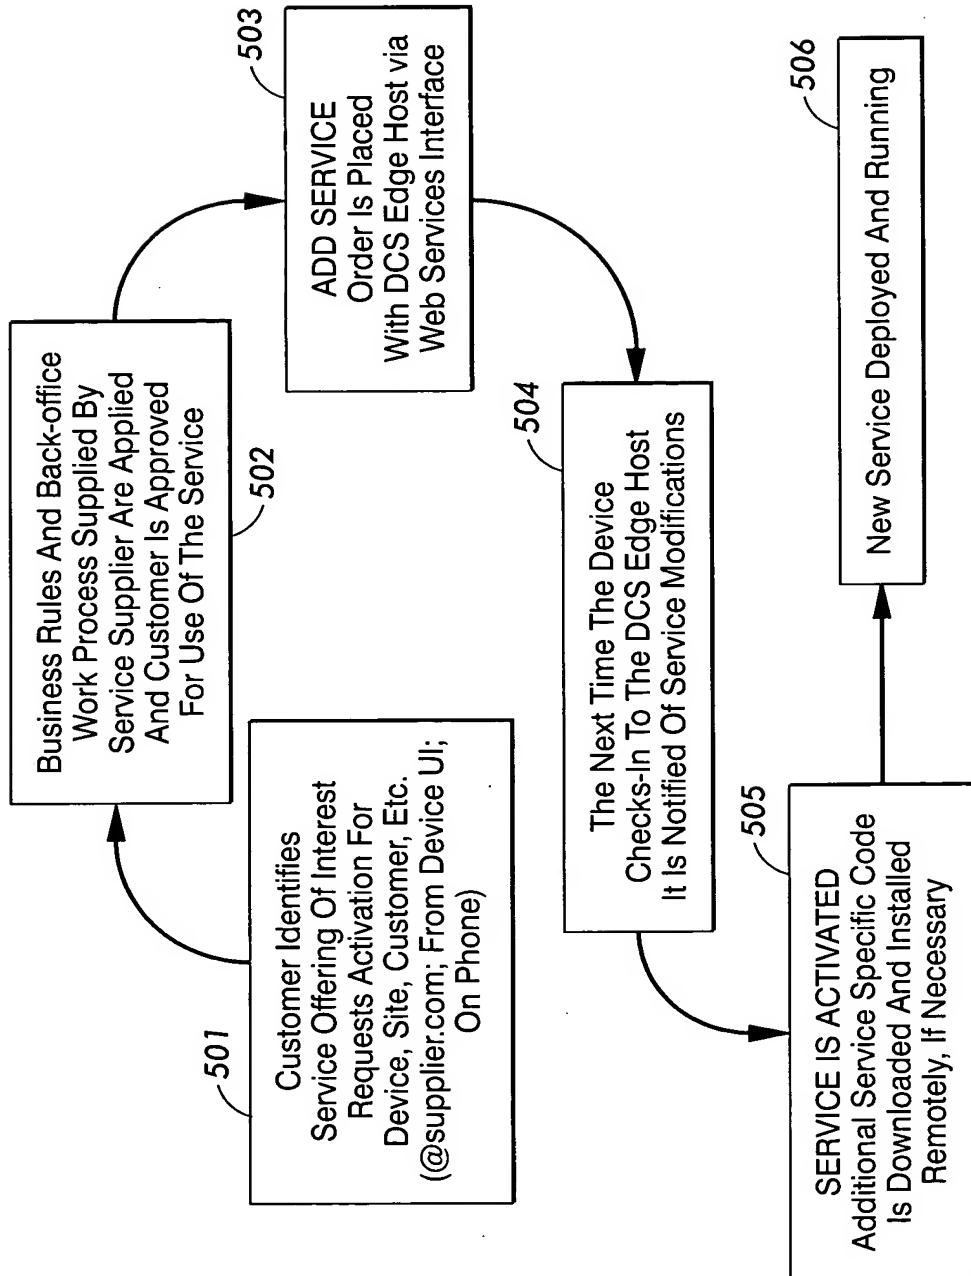 501
Customer Identifies
Service Offering Of Interest
Requests Activation For
Device, Site, Customer, Etc.
(@supplier.com; From Device UI;
On Phone)
Business Rules And Back-office
Work Process Supplied By
Service Supplier Are Applied
And Customer Is Approved
For Use Of The Service
502
503
ADD SERVICE
Order Is Placed
With DCS Edge Host via
Web Services Interface
504
The Next Time The Device
Checks-In To The DCS Edge Host
It Is Notified Of Service Modifications
505
SERVICE IS ACTIVATED
Additional Service Specific Code
Is Downloaded And Installed
Remotely, If Necessary
506
New Service Deployed And Running